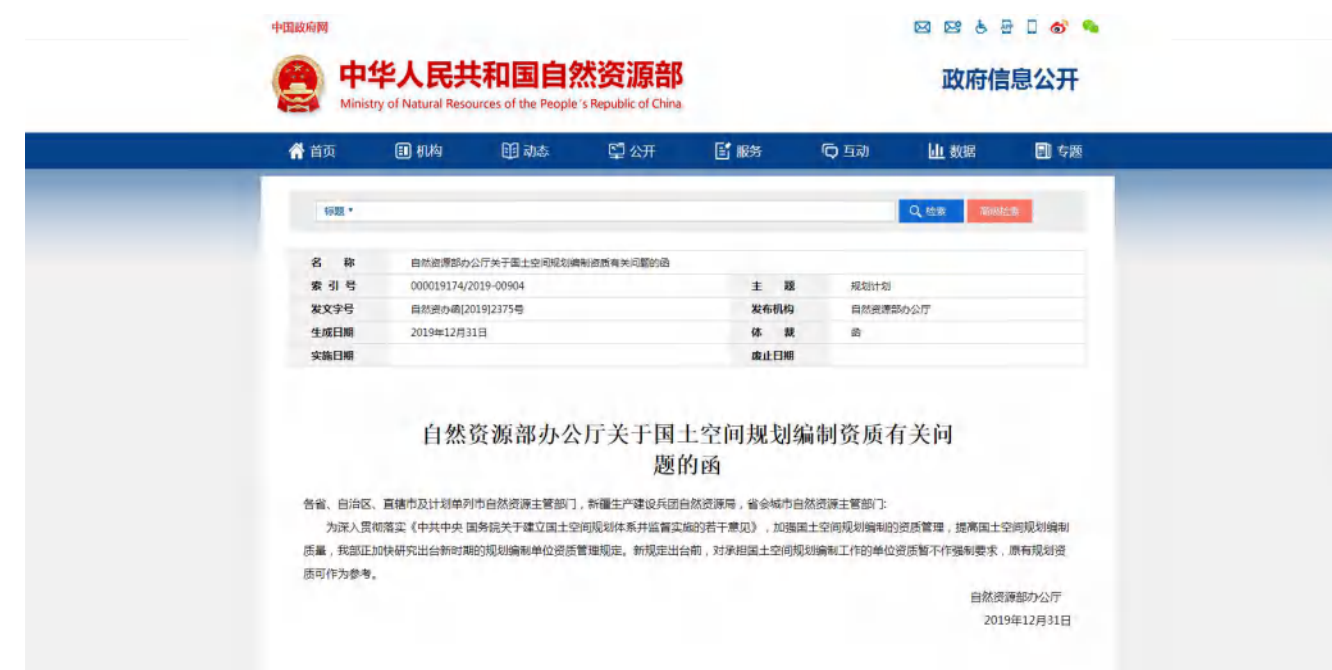 中国政府网
中华人民共和国自然资源部
Ministry of Natural Resources of the People's Republic of China
政府信息公开
首页 机构 动态 公开 服务 互动 数据 专题
标题 检索 高级检索
名 称 自然资源部办公厅关于国土空间规划编制资质有关问题的函
索 引 号 000019174/2019-00904 主 题 规划计划
发文字号 自然资办函[2019]2375号 发布机构 自然资源部办公厅
生成日期 2019年12月31日 体 裁 函
实施日期 废止日期
自然资源部办公厅关于国土空间规划编制资质有关问
题的函
各省、自治区、直辖市及计划单列市自然资源主管部门，新疆生产建设兵团自然资源局，省会城市自然资源主管部门:
为深入贯彻落实《中共中央 国务院关于建立国土空间规划体系并监督实施的若干意见》，加强国土空间规划编制的资质管理，提高国土空间规划编制
质量，我部正加快研究出台新时期的规划编制单位资质管理规定。新规定出台前，对承担国土空间规划编制工作的单位资质暂不作强制要求，原有规划资
质可作为参考。
自然资源部办公厅
2019年12月31日